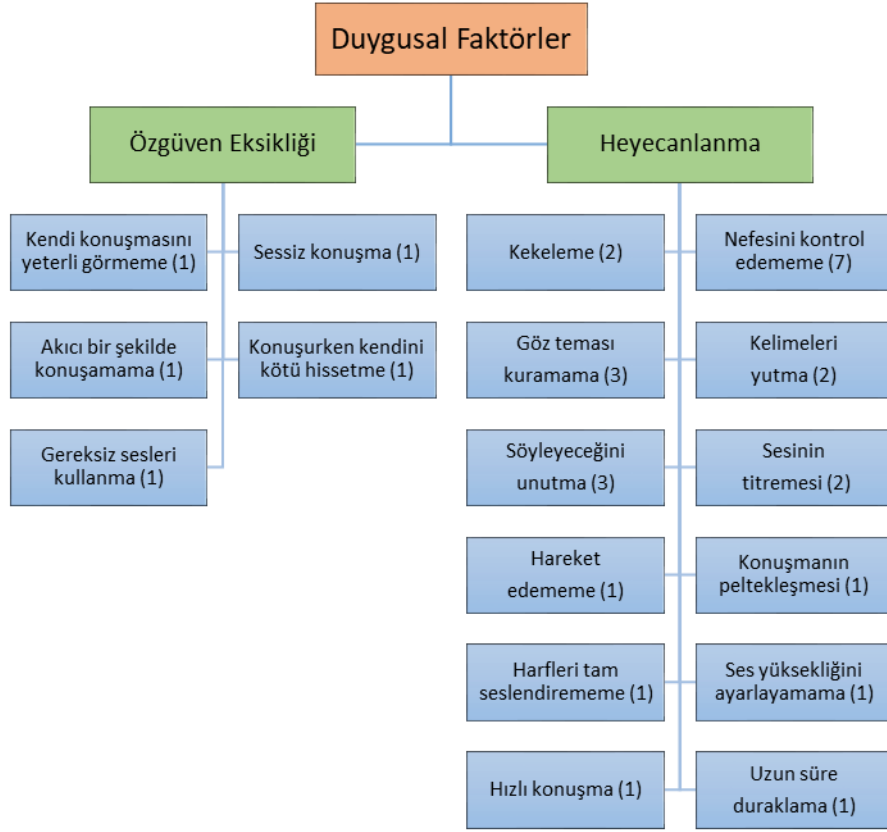 Duygusal Faktörler
Özgüven Eksikliği
Kendi konuşmasını
yeterli görmeme (1)
Sessiz konuşma (1)
Akıcı bir şekilde
konuşamama (1)
Konuşurken kendini
kötü hissetme (1)
Gereksiz sesleri
kullanma (1)
Heyecanlanma
Kekeleme (2)
Nefesini kontrol
edememe (7)
Göz teması
kuramama (3)
Kelimeleri
yutma (2)
Söyleyeceğini
unutma (3)
Sesinin
titremesi (2)
Hareket
edememe (1)
Konuşmanın
peltekleşmesi (1)
Harfleri tam
seslendirememe (1)
Ses yüksekliğini
ayarlayamama (1)
Hızlı konuşma (1)
Uzun süre
duraklama (1)